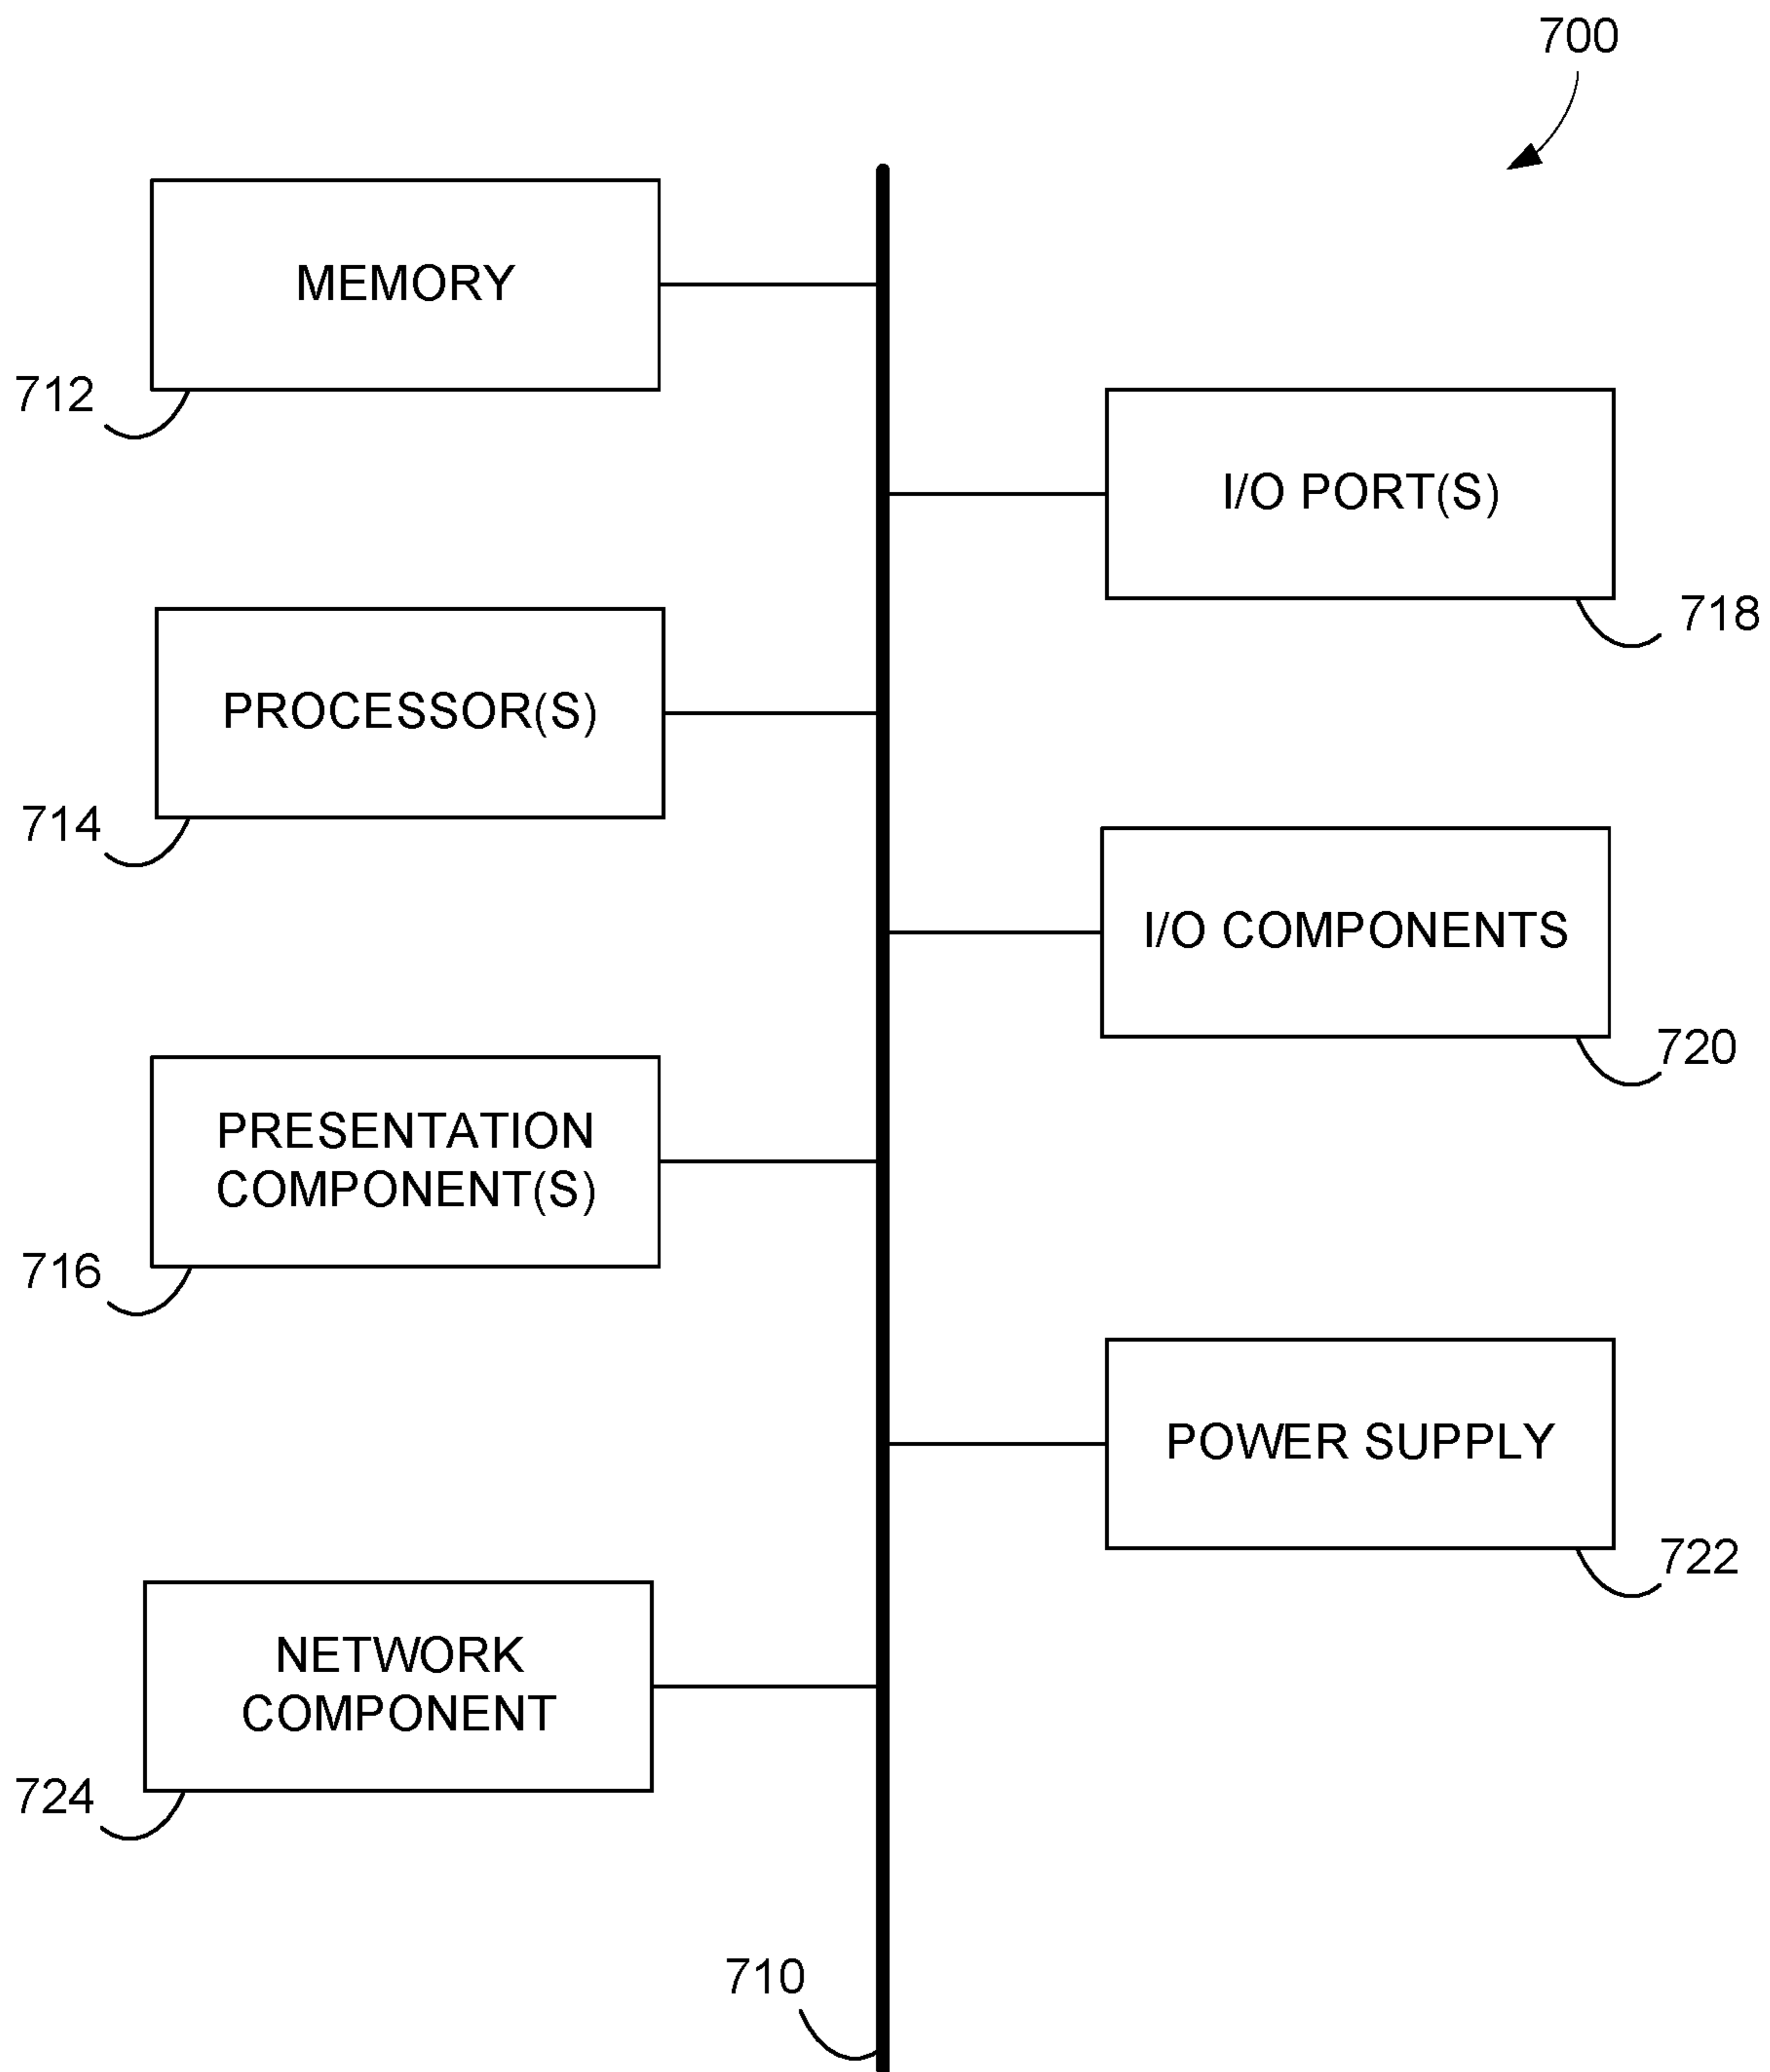 700
MEMORY
712
I/O PORT(S)
718
PROCESSOR(S)
714
I/O COMPONENTS
720
PRESENTATION
COMPONENT(S)
716
POWER SUPPLY
722
NETWORK
COMPONENT
724
710